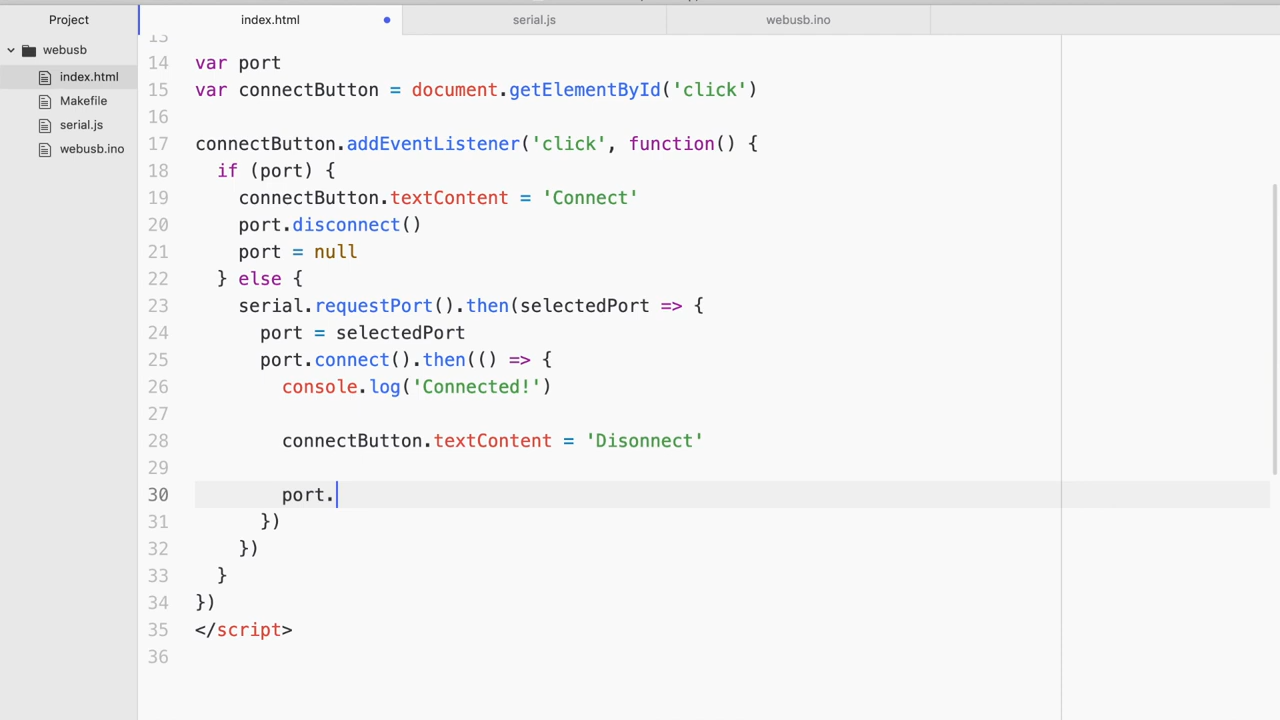 Project
index.html
serial.js
webusb.ino
webusb
index.html
Makefile
serial.js
webusb.ino
13
14 var port
15 var connectButton = document.getElementById('click')
16
17 connectButton.addEventListener('click', function() {
18 if (port) {
19 connectButton.textContent = 'Connect'
20 port.disconnect()
21 port = null
22 } else {
23 serial.requestPort().then(selectedPort => {
24 port = selectedPort
25 port.connect().then(() => {
26 console.log('Connected!')
27
28 connectButton.textContent = 'Disonnect'
29
30 port.
31 })
32 })
33 }
34 })
35 </script>
36